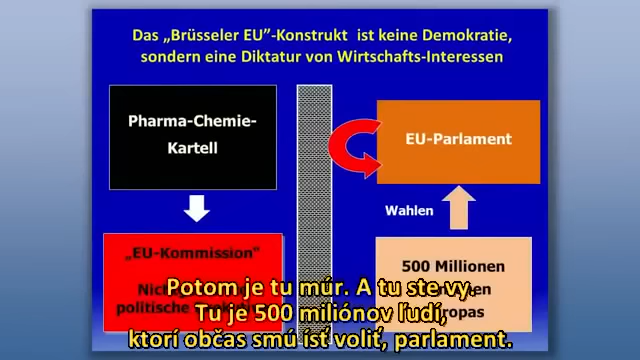 Das „Brüsseler EU”-Konstrukt ist keine Demokratie,
sondern eine Diktatur von Wirtschafts-Interessen
Pharma-Chemie-
Kartell
EU-Parlament
Wahlen
„EU-Kommission"
500 Millionen
Potom je tu múr. A tu ste vy.
Tu je 500 miliónov ľudí,
ktorí občas smú ísť voliť, parlament.